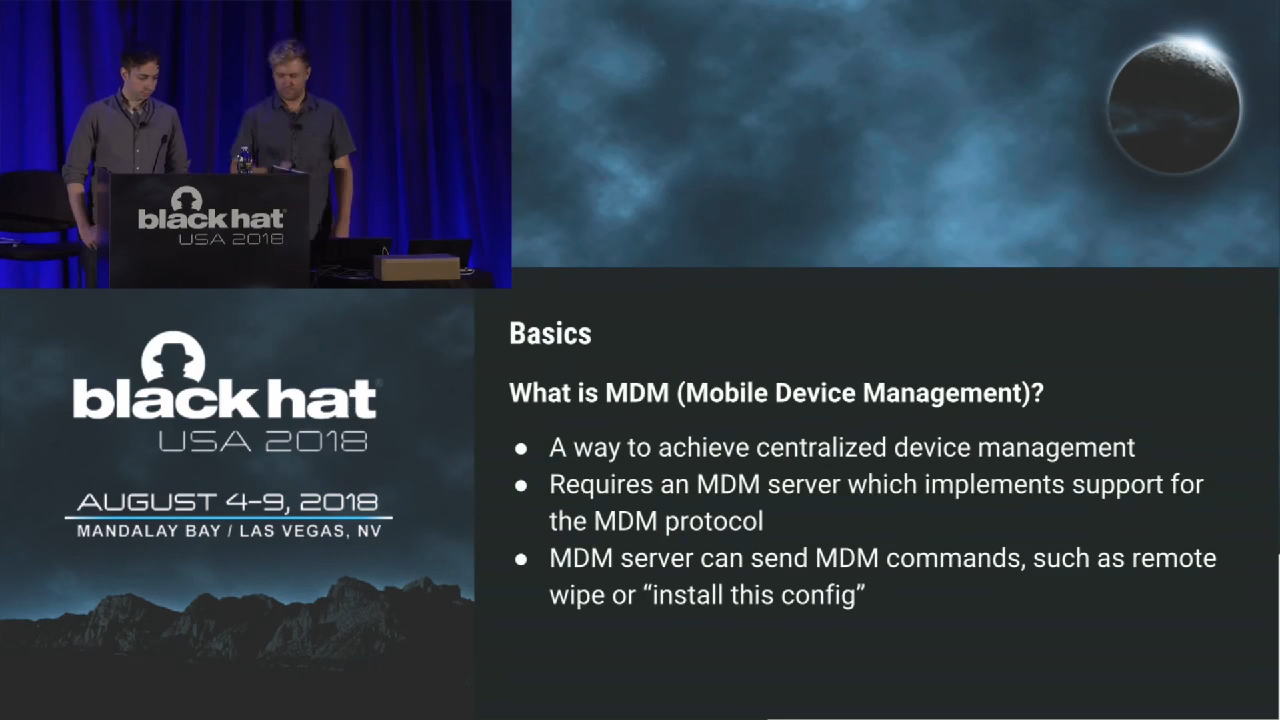 black hat
USA 2018
black hat
USA 2018
AUGUST 4-9, 2018
MANDALAY BAY / LAS VEGAS, NV
Basics
What is MDM (Mobile Device Management)?
● A way to achieve centralized device management
● Requires an MDM server which implements support for
the MDM protocol
● MDM server can send MDM commands, such as remote
wipe or “install this config”